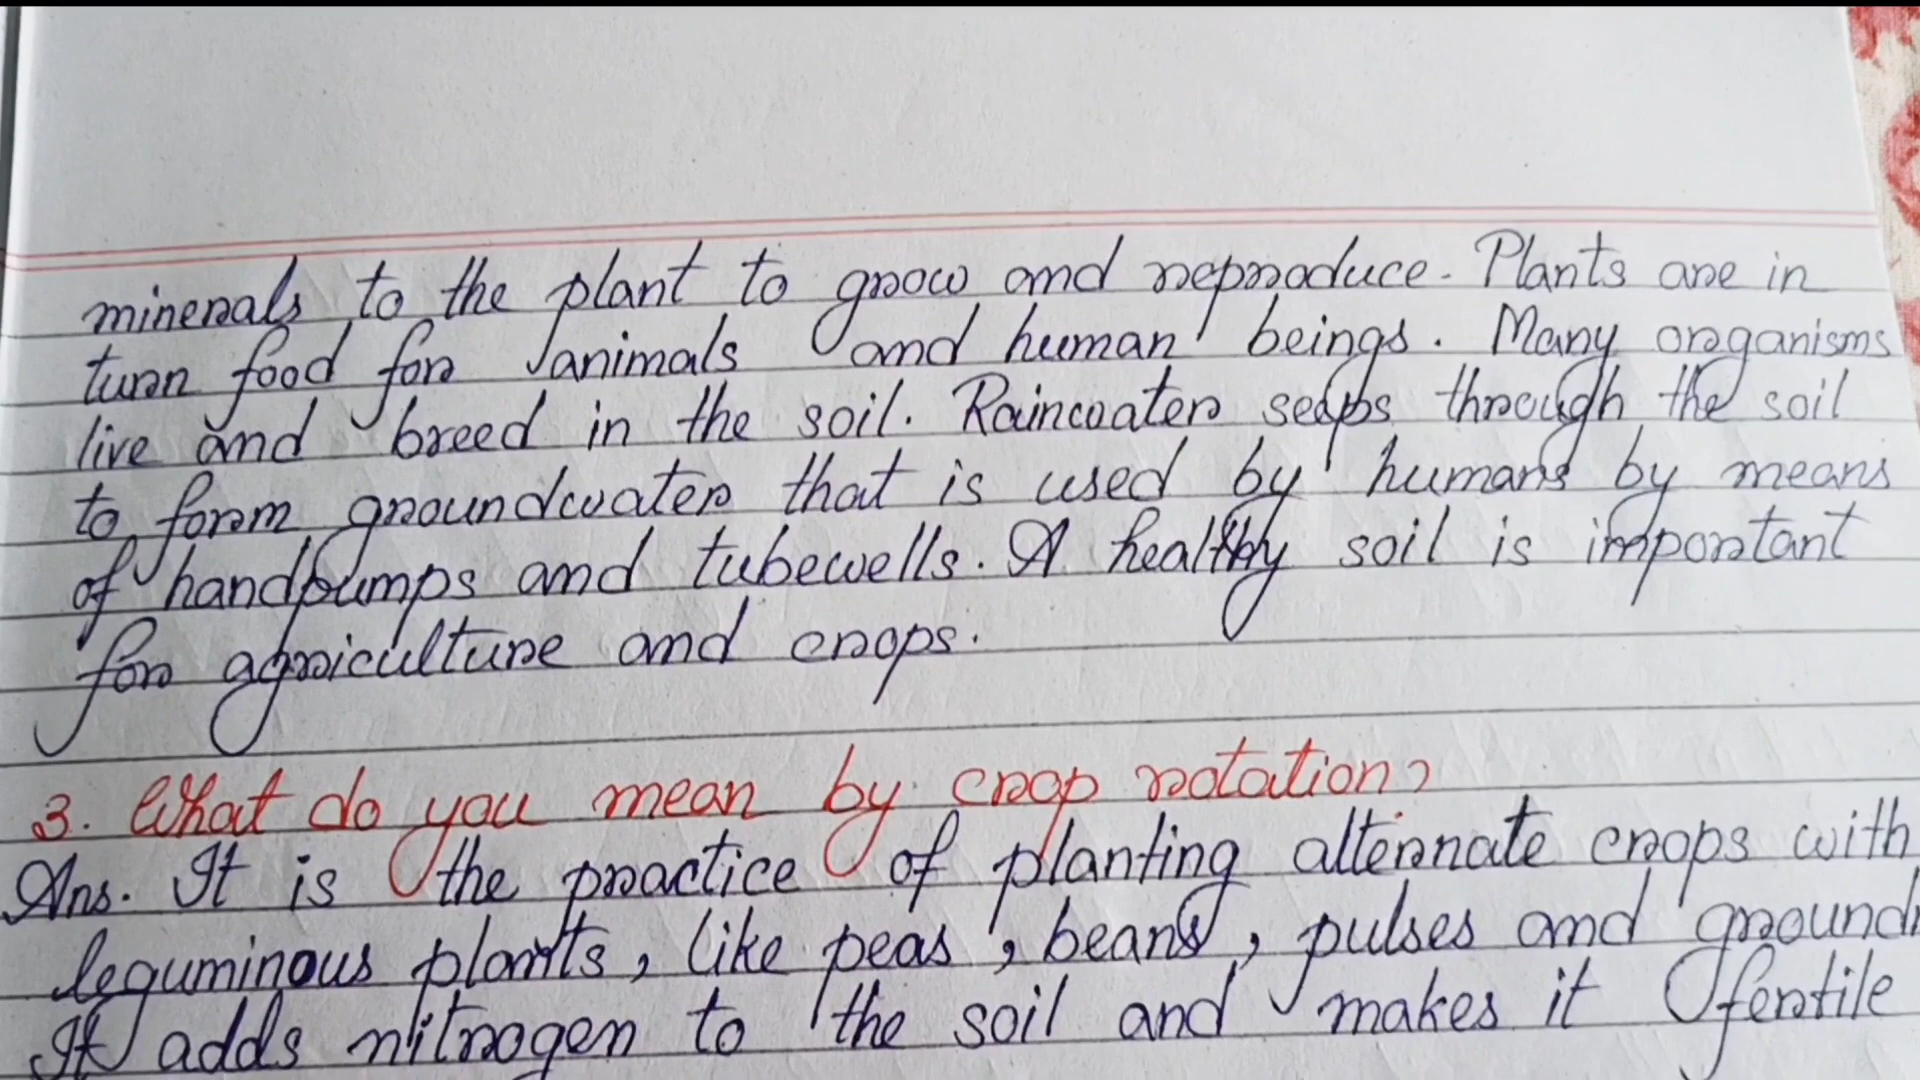 minerals to the plant to grow and reproduce. Plants are in
turn food for animals and human beings. Many organisms
live and breed in the soil. Rainwater seeps through the soil
to form groundwater that is used by humans by means
of handpumps and tubewells. A healthy soil is important
for agriculture and crops.
3. What do you mean by crop rotation?
Ans. It is the practice of planting alternate crops with
leguminous plants, like peas, beans, pulses and ground
It adds nitrogen to the soil and makes it fertile